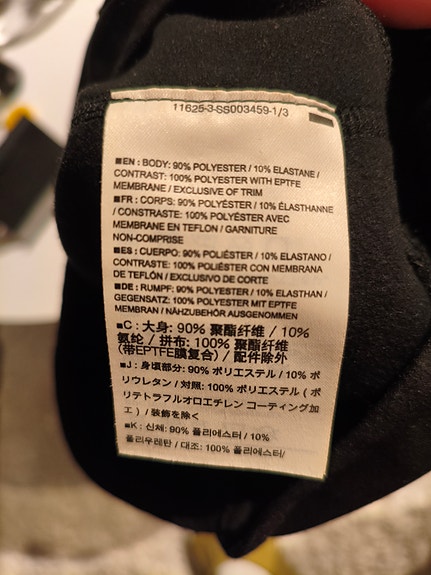 11625-3-SS003459-1/3
■EN : BODY: 90% POLYESTER / 10% ELASTANE /
CONTRAST: 100% POLYESTER WITH EPTFE
MEMBRANE / EXCLUSIVE OF TRIM
■FR : CORPS: 90% POLYESTER / 10% ÉLASTHANNE
/ CONSTRASTE: 100% POLYÉSTER AVEC
MEMBRANE EN TEFLON / GARNITURE
NON-COMPRISE
■ES : CUERPO: 90% POLIÉSTER / 10% ELASTANO /
CONTRASTE: 100% POLIÉSTER CON MEMBRANA
DE TEFLÓN / EXCLUSIVO DE CORTE
■DE : RUMPF: 90% POLYESTER / 10% ELASTHAN /
GEGENSATZ: 100% POLYESTER MIT EPTFE
MEMBRAN / NÄHZUBEHÖR AUSGENOMMEN
■C : 大身: 90% 聚酯纤维 / 10%
氨纶 / 拼布: 100% 聚酯纤维
(带EPTFE膜复合) / 配件除外
■J : 身頃部分: 90% ポリエステル / 10% ポ
リウレタン / 対照: 100% ポリエステル (ポ
リテトラフルオロエチレン コーティング加
工) / 装飾を除く
■K : 신체: 90% 폴리에스터 / 10%
폴리우레탄 / 대조: 100% 폴리에스터/